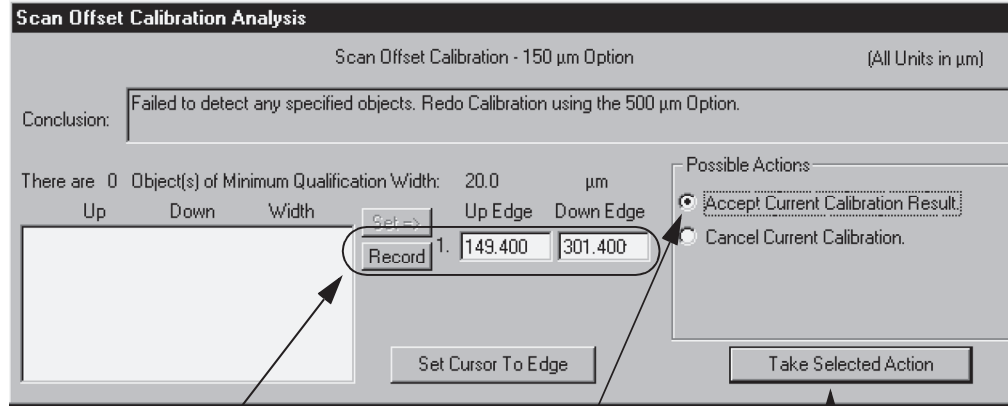 Scan Offset Calibration Analysis
Scan Offset Calibration - 150 µm Option (All Units in µm)
Conclusion: Failed to detect any specified objects. Redo Calibration using the 500 µm Option.
There are 0 Object(s) of Minimum Qualification Width: 20.0 µm
Up Down Width
Set =>
Up Edge Down Edge
Record 1. 149.400 301.400
Set Cursor To Edge
Possible Actions
Accept Current Calibration Result.
Cancel Current Calibration.
Take Selected Action